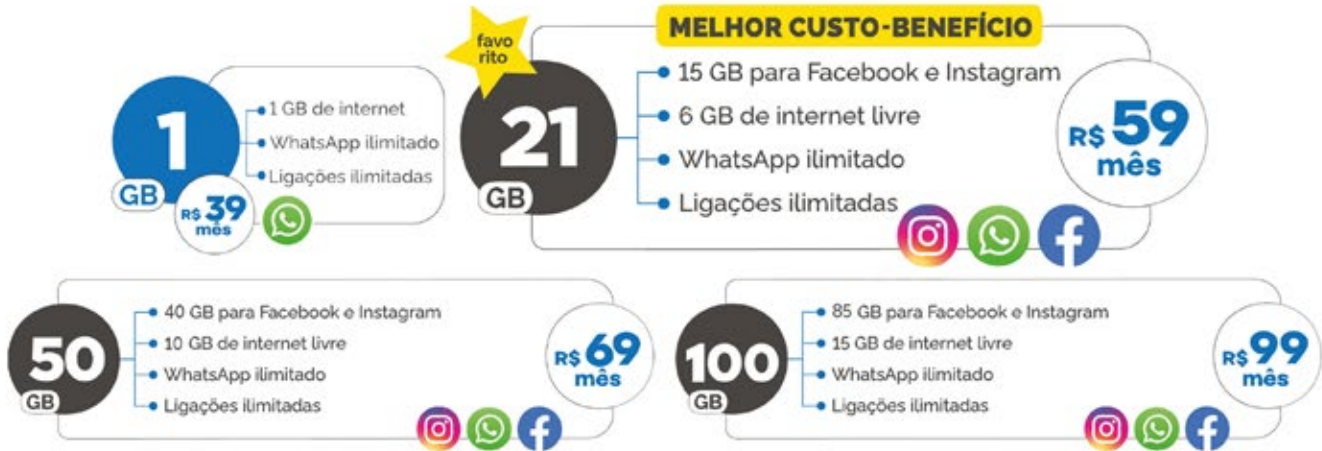 1
GB
R$ 39
mês
1 GB de internet
WhatsApp ilimitado
Ligações ilimitadas
favo
rito
MELHOR CUSTO-BENEFÍCIO
21
GB
15 GB para Facebook e Instagram
6 GB de internet livre
WhatsApp ilimitado
Ligações ilimitadas
R$ 59
mês
50
GB
40 GB para Facebook e Instagram
10 GB de internet livre
WhatsApp ilimitado
Ligações ilimitadas
R$ 69
mês
100
GB
85 GB para Facebook e Instagram
15 GB de internet livre
WhatsApp ilimitado
Ligações ilimitadas
R$ 99
mês